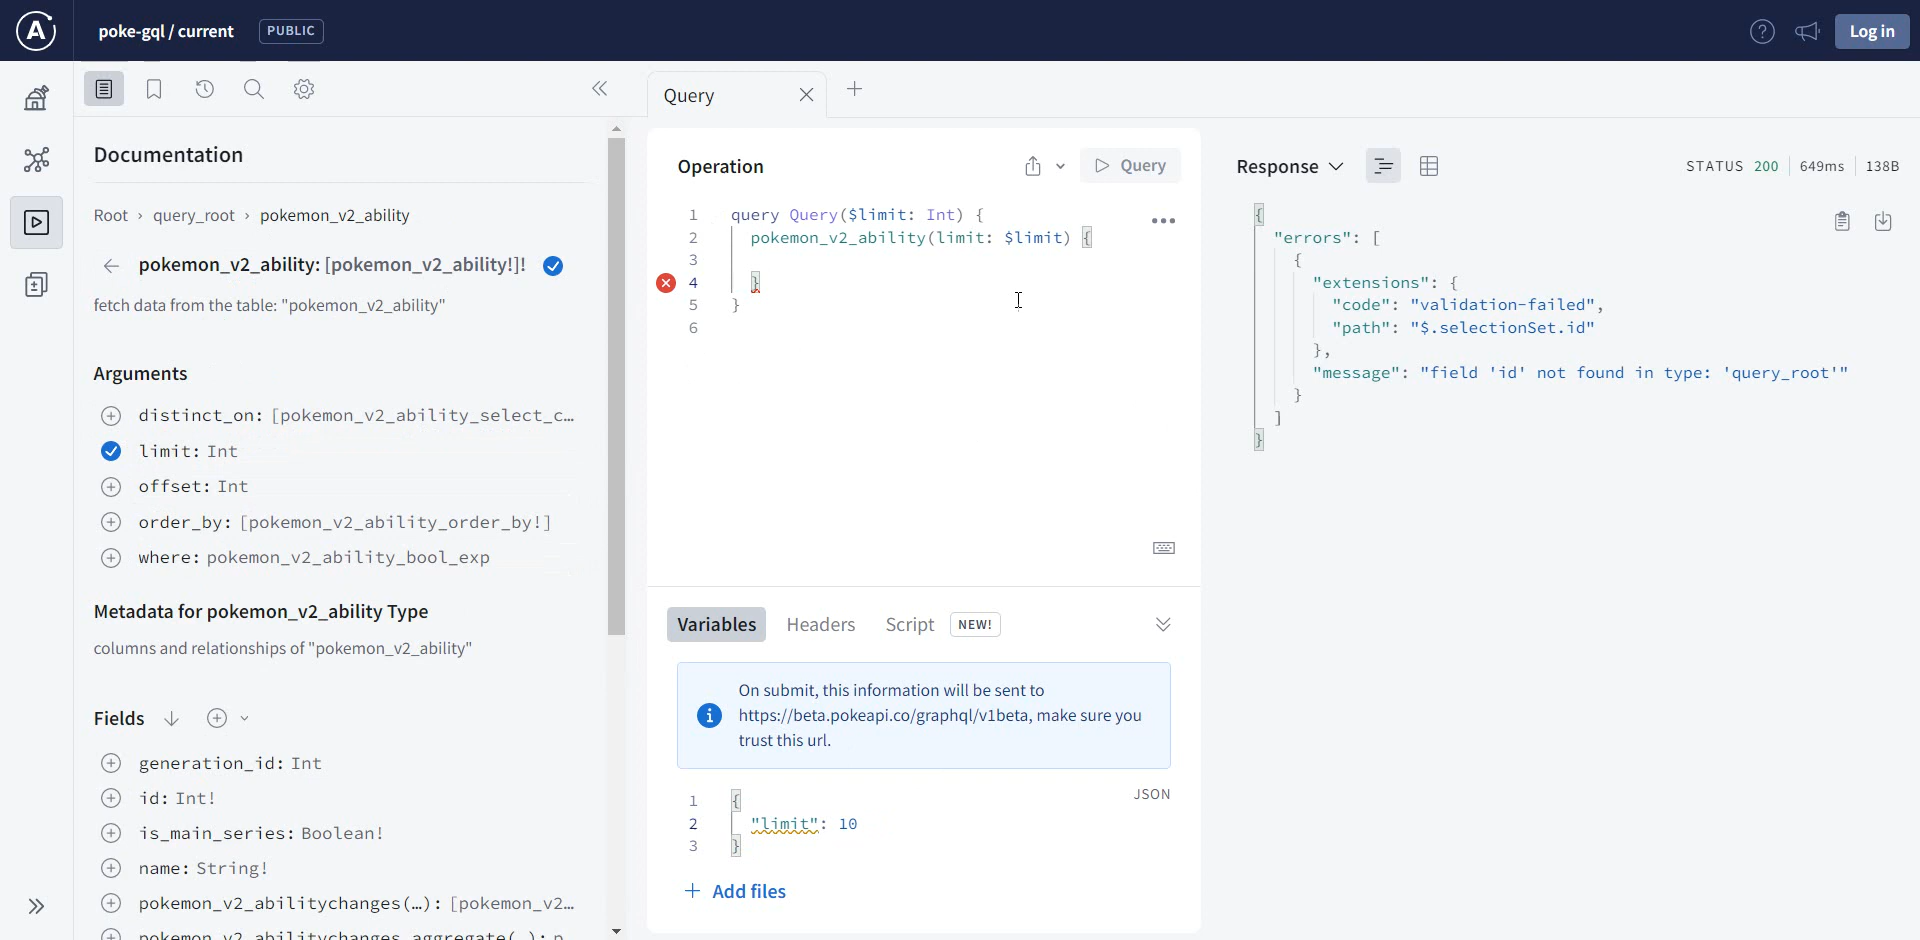 poke-gql / current
PUBLIC
Log in
Documentation
Root › query_root › pokemon_v2_ability
pokemon_v2_ability: [pokemon_v2_ability!]!
fetch data from the table: "pokemon_v2_ability"
Arguments
distinct_on: [pokemon_v2_ability_select_c…
limit: Int
offset: Int
order_by: [pokemon_v2_ability_order_by!]
where: pokemon_v2_ability_bool_exp
Metadata for pokemon_v2_ability Type
columns and relationships of "pokemon_v2_ability"
Fields
generation_id: Int
id: Int!
is_main_series: Boolean!
name: String!
pokemon_v2_abilitychanges(…): [pokemon_v2…
pokemon_v2_abilitychanges_aggregate(…): p
Query
Operation
Query
1 query Query($limit: Int) {
2 pokemon_v2_ability(limit: $limit) {
3
4 }
5 }
6
Variables
Headers
Script
NEW!
On submit, this information will be sent to
https://beta.pokeapi.co/graphql/v1beta, make sure you
trust this url.
JSON
1 {
2 "limit": 10
3 }
Add files
Response
STATUS 200
649ms
138B
{
"errors": [
{
"extensions": {
"code": "validation-failed",
"path": "$.selectionSet.id"
},
"message": "field 'id' not found in type: 'query_root'"
}
]
}